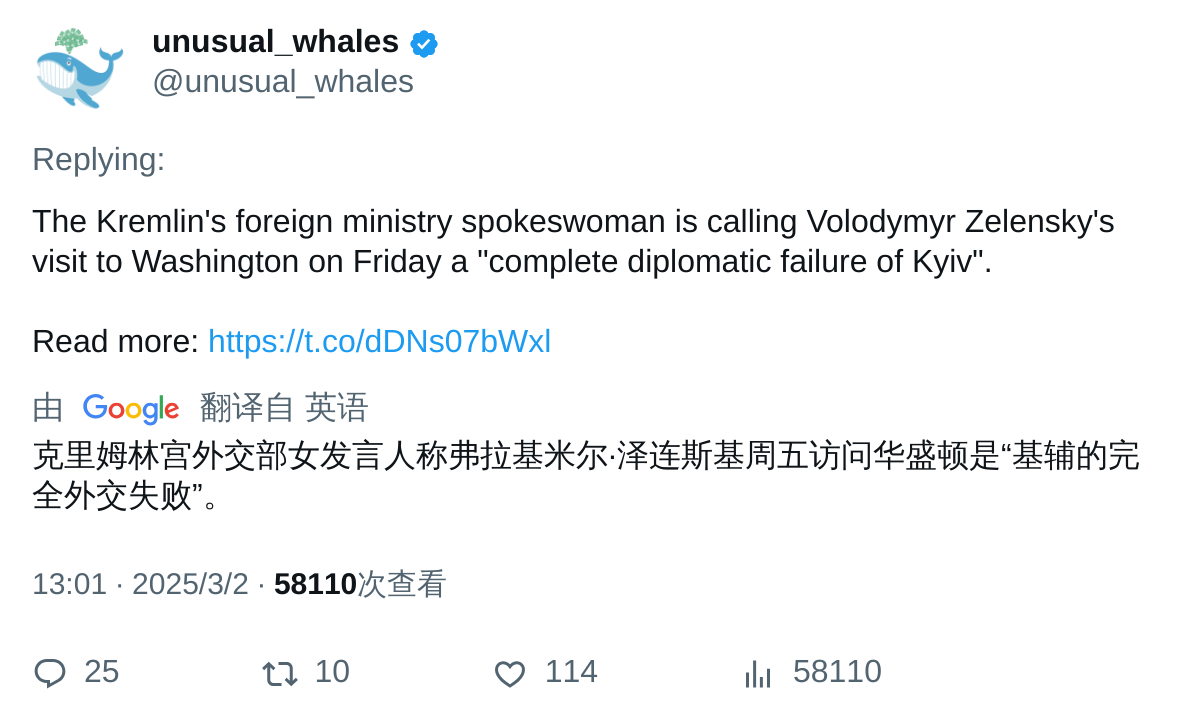 unusual_whales
@unusual_whales
Replying:
The Kremlin's foreign ministry spokeswoman is calling Volodymyr Zelensky's
visit to Washington on Friday a "complete diplomatic failure of Kyiv".
Read more: https://t.co/dDNs07bWxl
由 Google 翻译自 英语
克里姆林宫外交部女发言人称弗拉基米尔·泽连斯基周五访问华盛顿是“基辅的完
全外交失败”。
13:01 · 2025/3/2 · 58110次查看
25 10 114 58110